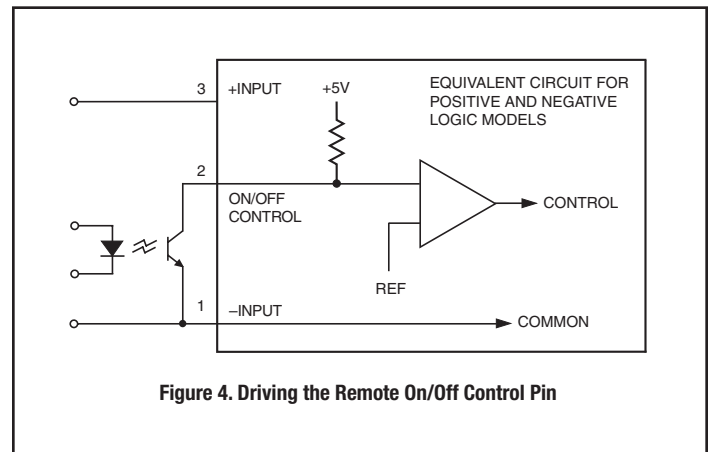 3
+INPUT
+5V
EQUIVALENT CIRCUIT FOR
POSITIVE AND NEGATIVE
LOGIC MODELS
2
ON/OFF
CONTROL
CONTROL
REF
1
–INPUT
COMMON
Figure 4. Driving the Remote On/Off Control Pin